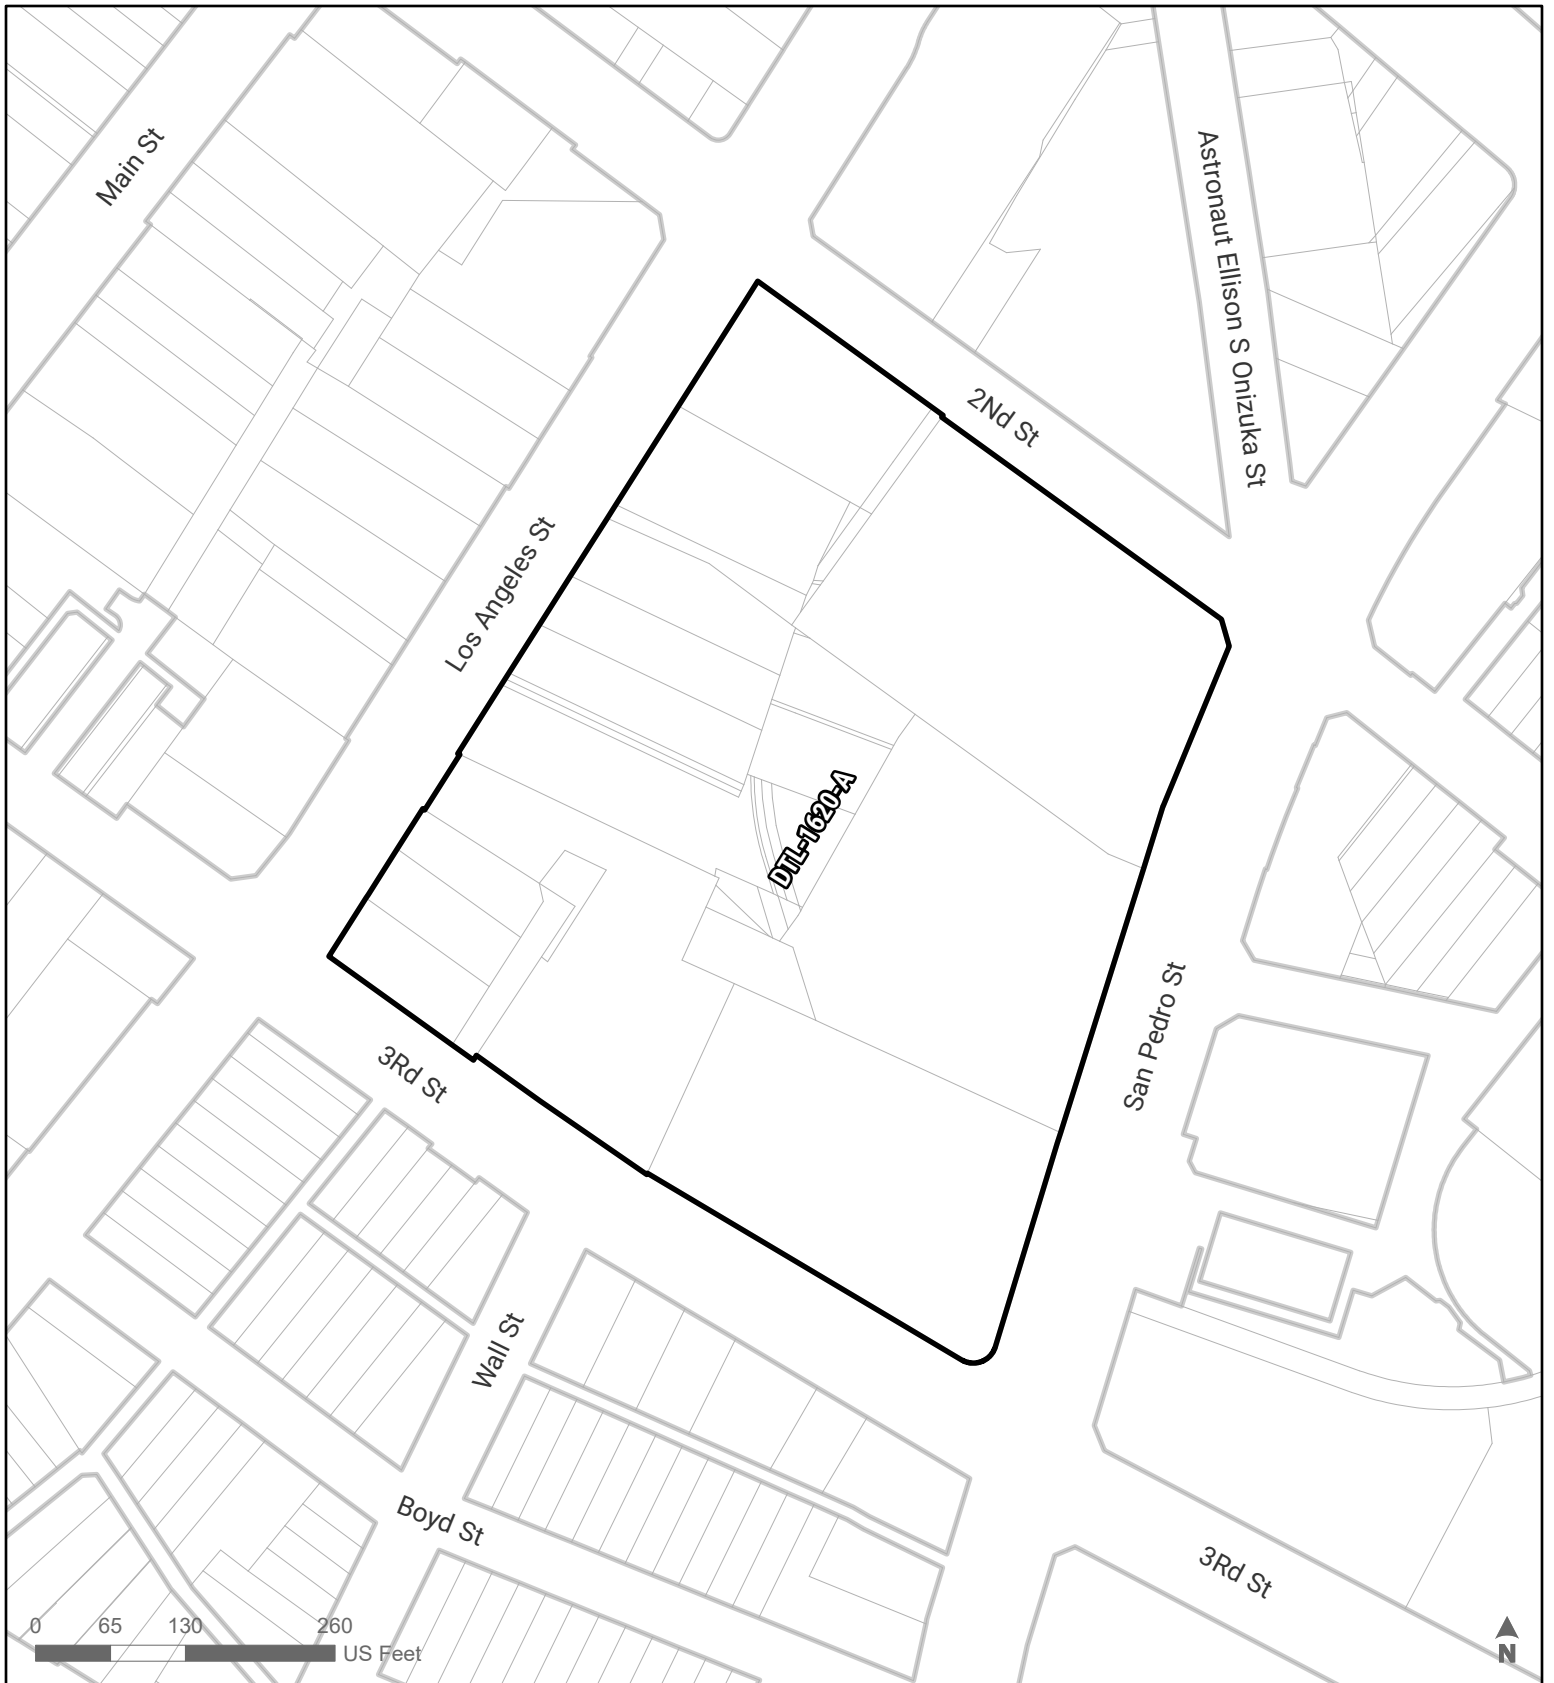 Main St
Astronaut Ellison S Onizuka St
2Nd St
Los Angeles St
DTL-1620-A
San Pedro St
3Rd St
Wall St
Boyd St
3Rd St
0 65 130 260
US Feet
N